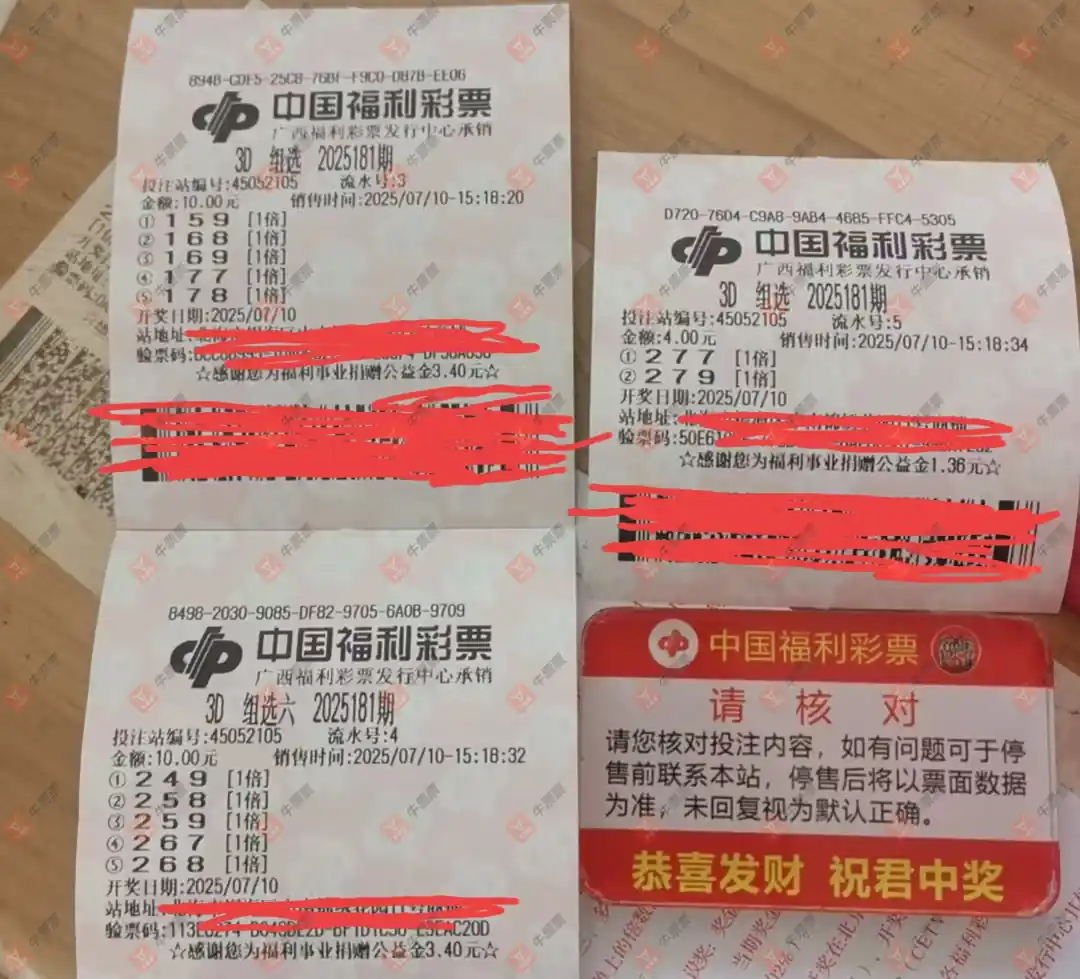 8948-CDF5-25C8-76BF-F9C0-DB7B-EE06
中国福利彩票
广西福利彩票发行中心承销
3D 组选 2025181期
投注站编号:45052105 流水号:3
金额:10.00元 销售时间:2025/07/10-15:18:20
① 1 5 9 [1倍]
② 1 6 8 [1倍]
③ 1 6 9 [1倍]
④ 1 7 7 [1倍]
⑤ 1 7 8 [1倍]
开奖日期:2025/07/10
站地址:
验票码:
☆感谢您为福利事业捐赠公益金3.40元☆
D720-76D4-C9A8-9AB4-4685-FFC4-5305
中国福利彩票
广西福利彩票发行中心承销
3D 组选 2025181期
投注站编号:45052105 流水号:5
金额:4.00元 销售时间:2025/07/10-15:18:34
① 2 7 7 [1倍]
② 2 7 9 [1倍]
开奖日期:2025/07/10
站地址:
验票码:50E6
☆感谢您为福利事业捐赠公益金1.36元☆
8498-2030-9085-DF82-9705-6A0B-9709
中国福利彩票
广西福利彩票发行中心承销
3D 组选六 2025181期
投注站编号:45052105 流水号:4
金额:10.00元 销售时间:2025/07/10-15:18:32
① 2 4 9 [1倍]
② 2 5 8 [1倍]
③ 2 5 9 [1倍]
④ 2 6 7 [1倍]
⑤ 2 6 8 [1倍]
开奖日期:2025/07/10
站地址:
验票码:
☆感谢您为福利事业捐赠公益金3.40元☆
中国福利彩票
请 核 对
请您核对投注内容，如有问题可于停
售前联系本站，停售后将以票面数据
为准，未回复视为默认正确。
恭喜发财 祝君中奖
牛票票